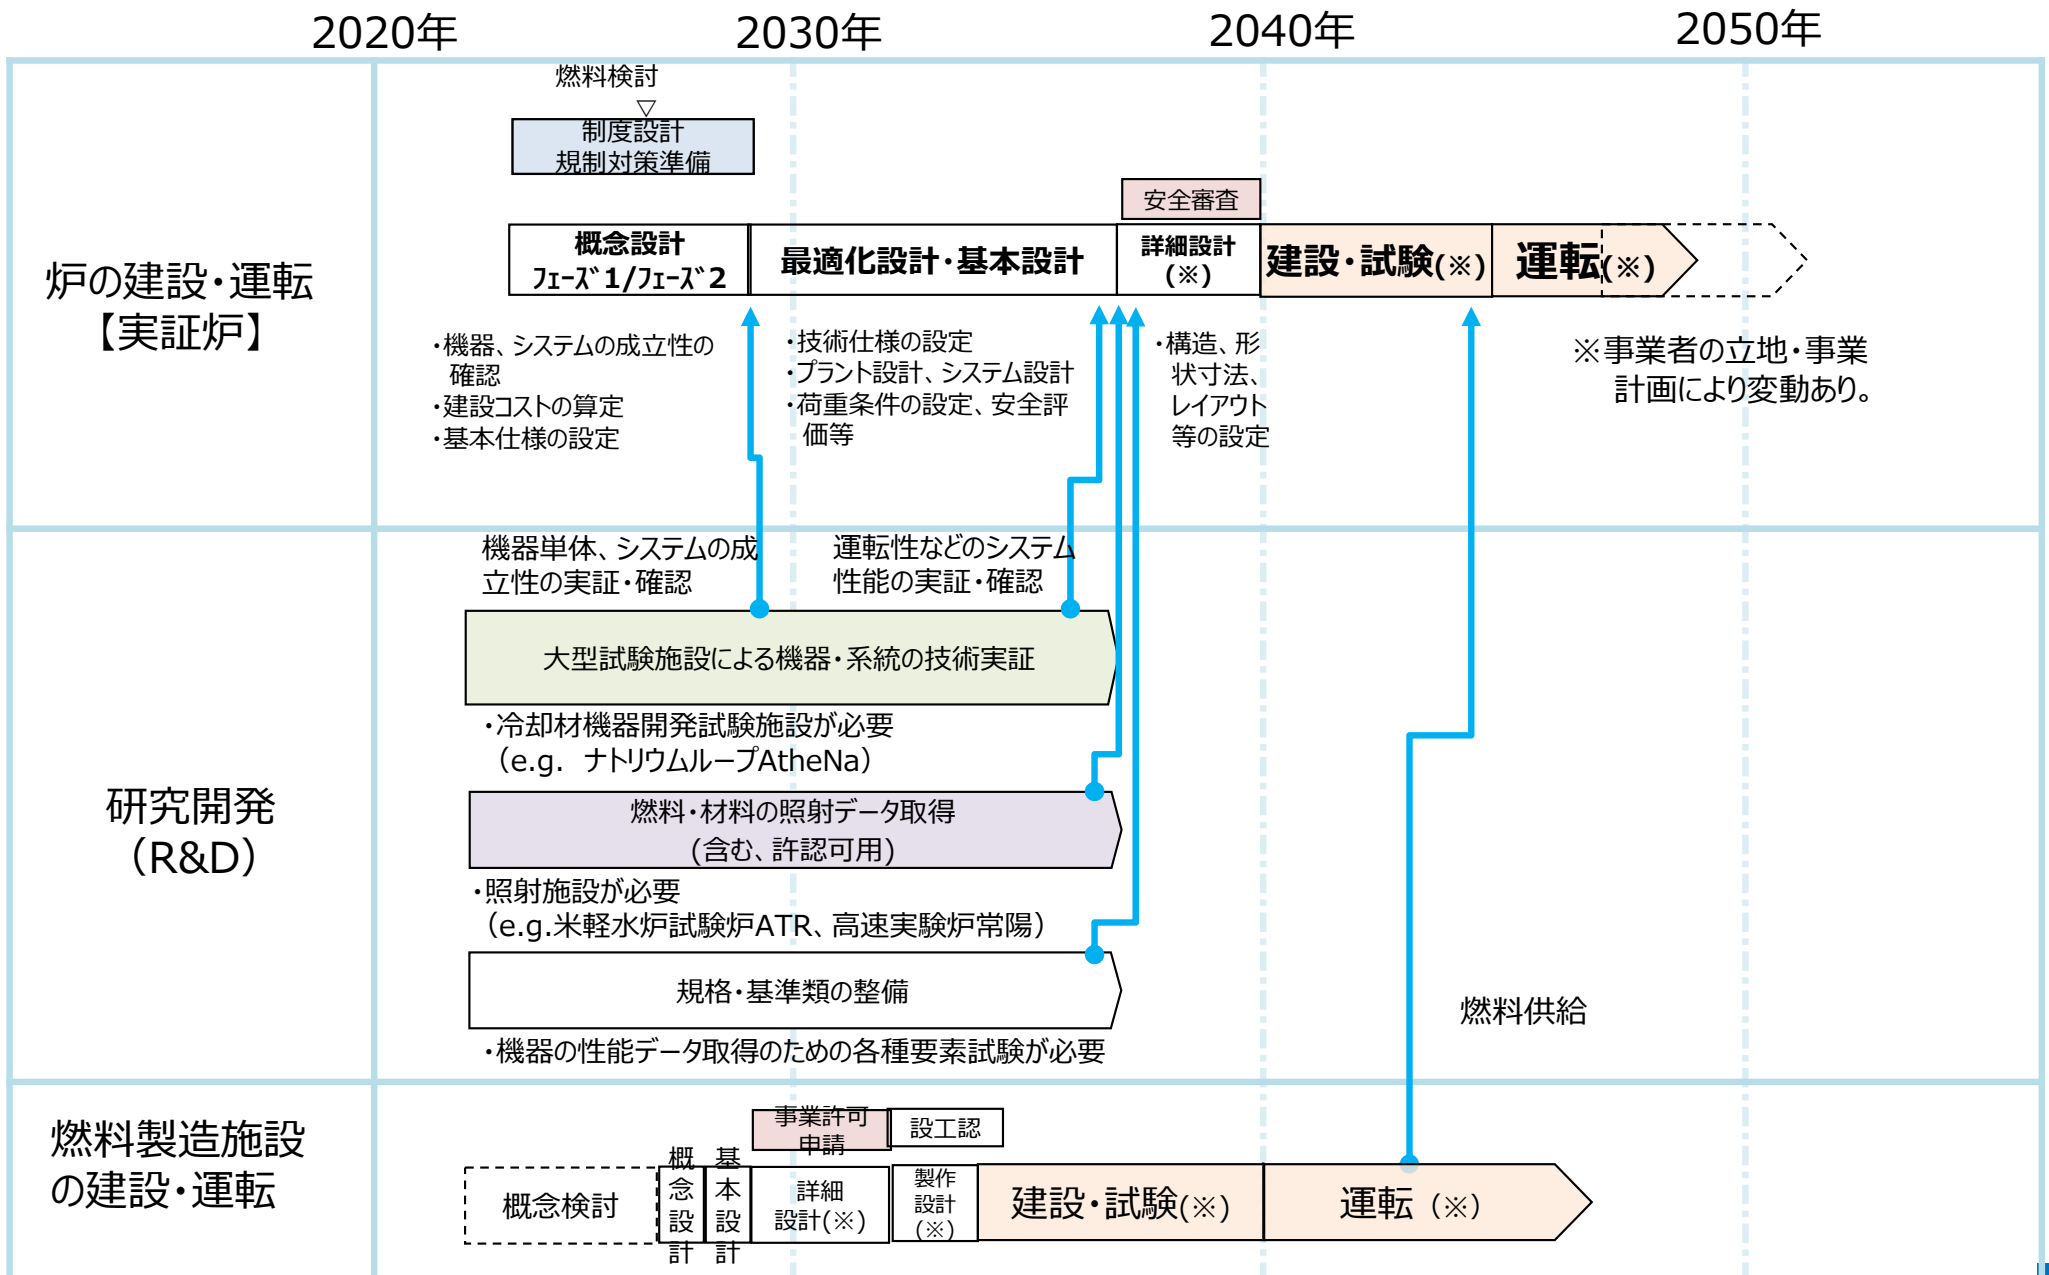 2020年
2030年
2040年
2050年
炉の建設・運転
【実証炉】
燃料検討
▽
制度設計
規制対策準備
安全審査
概念設計
ﾌｪｰｽﾞ1/ﾌｪｰｽﾞ2
最適化設計・基本設計
詳細設計
(※)
建設・試験(※)
運転(※)
・機器、システムの成立性の
確認
・建設コストの算定
・基本仕様の設定
・技術仕様の設定
・プラント設計、システム設計
・荷重条件の設定、安全評
価等
・構造、形
状寸法、
レイアウト
等の設定
※事業者の立地・事業
計画により変動あり。
研究開発
（R&D）
機器単体、システムの成
立性の実証・確認
運転性などのシステム
性能の実証・確認
大型試験施設による機器・系統の技術実証
・冷却材機器開発試験施設が必要
（e.g. ナトリウムループAtheNa）
燃料・材料の照射データ取得
(含む、許認可用)
・照射施設が必要
（e.g.米軽水炉試験炉ATR、高速実験炉常陽）
規格・基準類の整備
・機器の性能データ取得のための各種要素試験が必要
燃料供給
燃料製造施設
の建設・運転
事業許可
申請
設工認
概念検討
概
念
設
計
基
本
設
計
詳細
設計(※)
製作
設計
(※)
建設・試験(※)
運転（※）